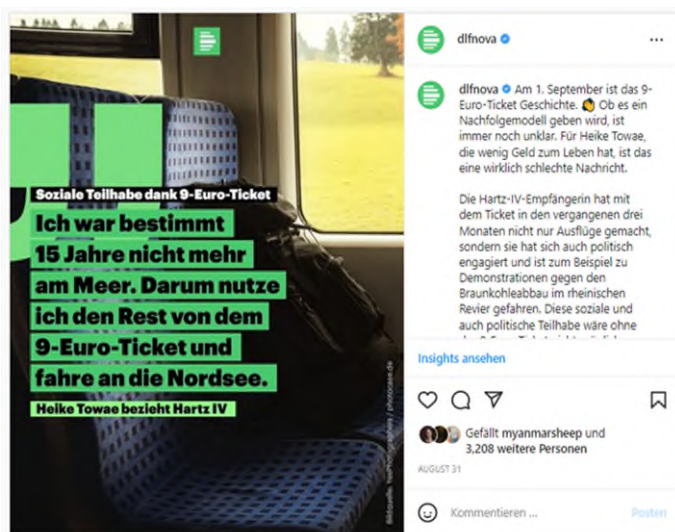 Soziale Teilhabe dank 9-Euro-Ticket
Ich war bestimmt
15 Jahre nicht mehr
am Meer. Darum nutze
ich den Rest von dem
9-Euro-Ticket und
fahre an die Nordsee.
Heike Towae bezieht Hartz IV
dlfnova
dlfnova Am 1. September ist das 9-
Euro-Ticket Geschichte. 👏 Ob es ein
Nachfolgemodell geben wird, ist
immer noch unklar. Für Heike Towae,
die wenig Geld zum Leben hat, ist das
eine wirklich schlechte Nachricht.
Die Hartz-IV-Empfängerin hat mit
dem Ticket in den vergangenen drei
Monaten nicht nur Ausflüge gemacht,
sondern sie hat sich auch politisch
engagiert und ist zum Beispiel zu
Demonstrationen gegen den
Braunkohleabbau im rheinischen
Revier gefahren. Diese soziale und
auch politische Teilhabe wäre ohne
Insights ansehen
Gefällt myanmarsheep und
3,208 weitere Personen
AUGUST 31
Kommentieren ...
Posten